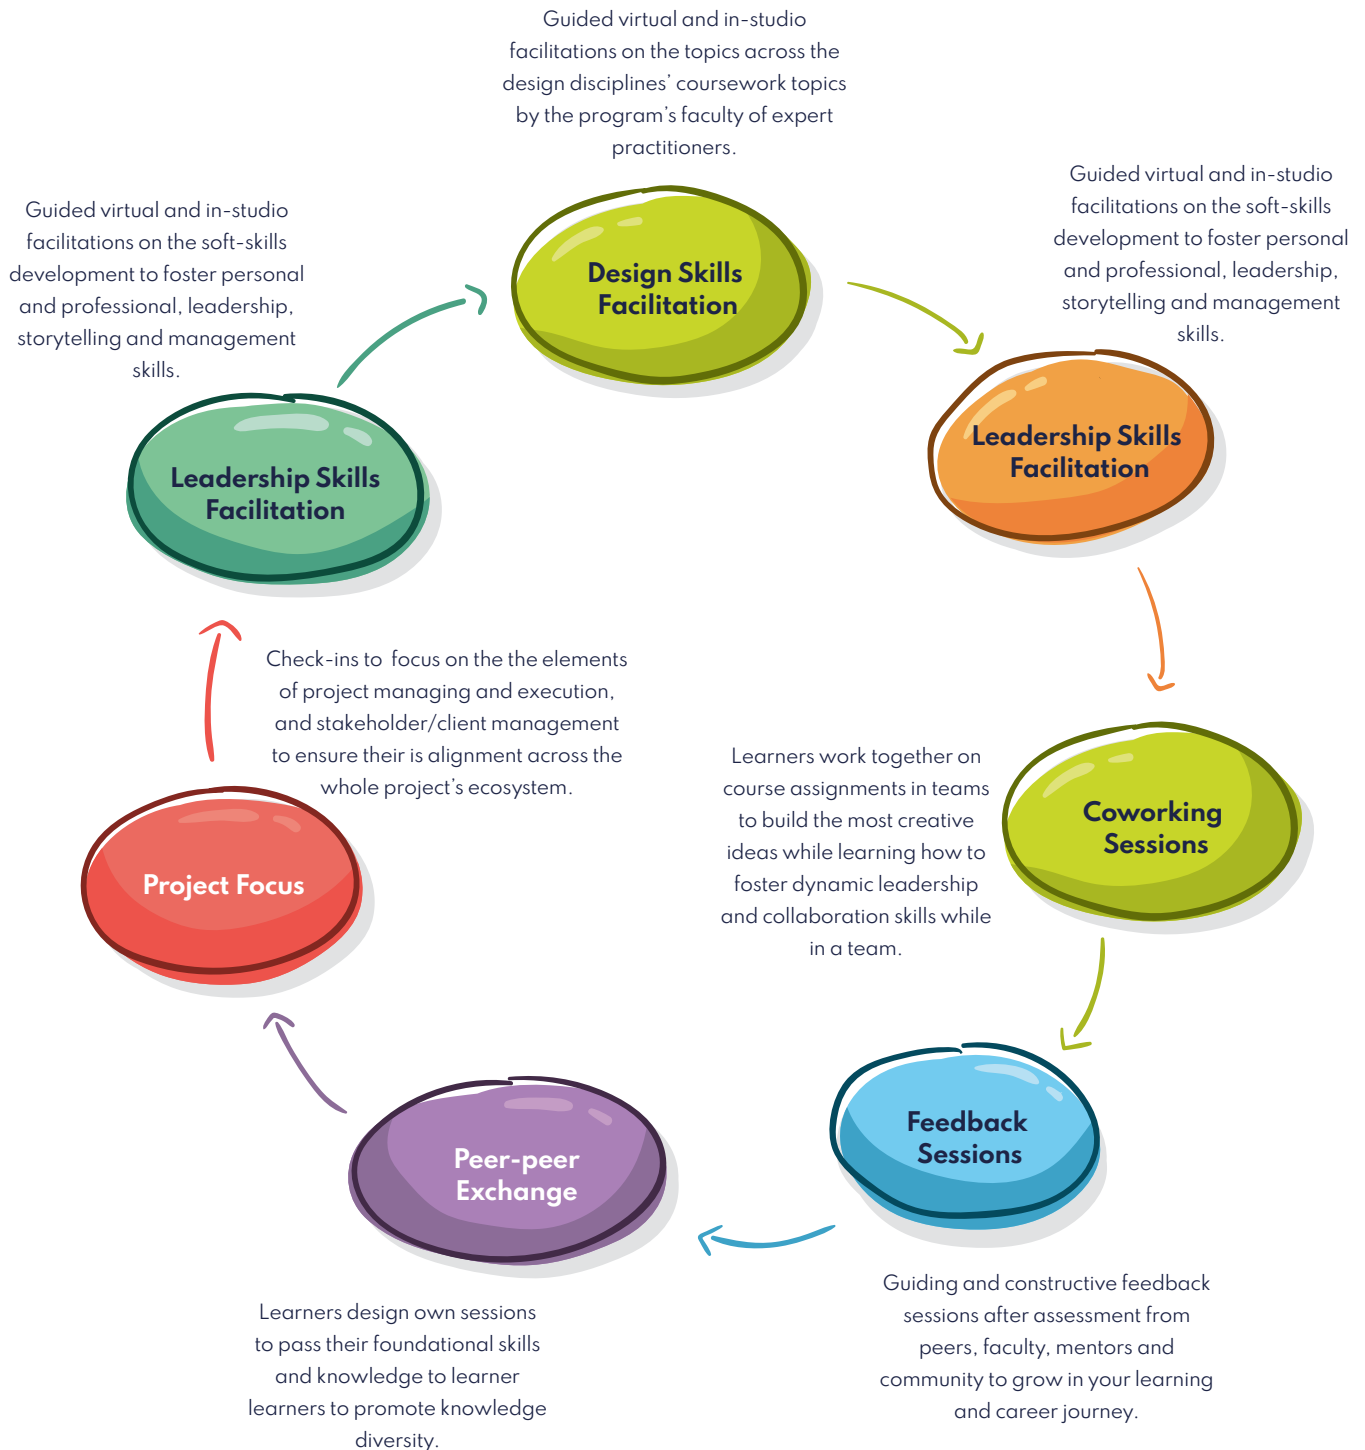 Guided virtual and in-studio
facilitations on the topics across the
design disciplines' coursework topics
by the program's faculty of expert
practitioners.
Design Skills
Facilitation
Guided virtual and in-studio
facilitations on the soft-skills
development to foster personal
and professional, leadership,
storytelling and management
skills.
Leadership Skills
Facilitation
Learners work together on
course assignments in teams
to build the most creative
ideas while learning how to
foster dynamic leadership
and collaboration skills while
in a team.
Coworking
Sessions
Feedback
Sessions
Guiding and constructive feedback
sessions after assessment from
peers, faculty, mentors and
community to grow in your learning
and career journey.
Peer-peer
Exchange
Learners design own sessions
to pass their foundational skills
and knowledge to learner
learners to promote knowledge
diversity.
Project Focus
Check-ins to  focus on the the elements
of project managing and execution,
and stakeholder/client management
to ensure their is alignment across the
whole project's ecosystem.
Guided virtual and in-studio
facilitations on the soft-skills
development to foster personal
and professional, leadership,
storytelling and management
skills.
Leadership Skills
Facilitation